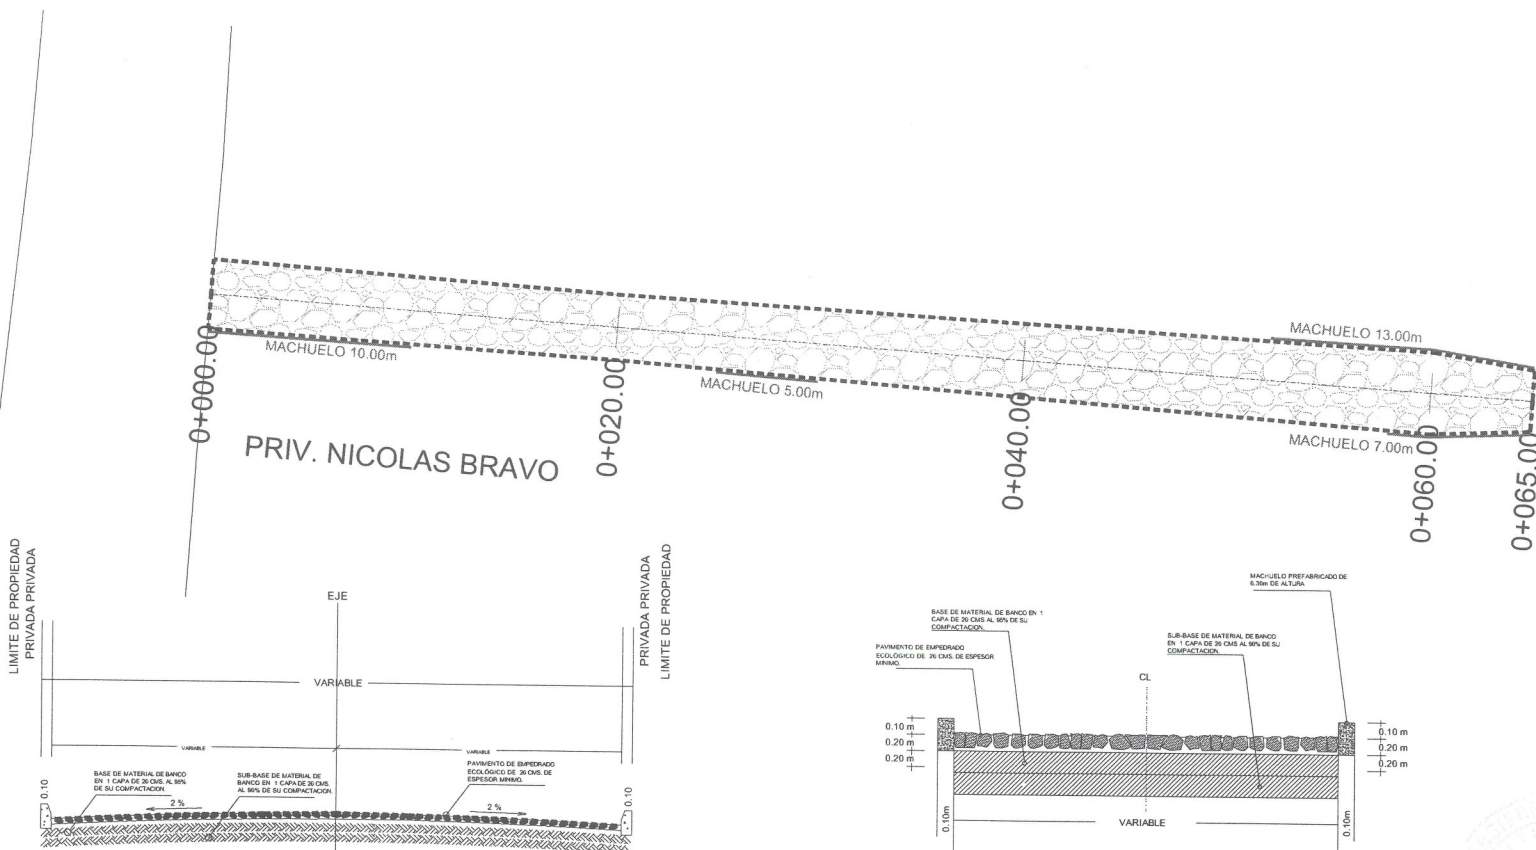 MACHUELO 13.00m
MACHUELO 10.00m
MACHUELO 5.00m
MACHUELO 7.00m
0+000.00
0+020.00
0+040.00
0+060.00
0+065.00
PRIV. NICOLAS BRAVO
LIMITE DE PROPIEDAD
PRIVADA PRIVADA
EJE
PRIVADA PRIVADA
LIMITE DE PROPIEDAD
VARIABLE
VARIABLE
VARIABLE
0.10
BASE DE MATERIAL DE BANCO
EN 1 CAPA DE 20 CMS. AL 95%
DE SU COMPACTACION.
SUB-BASE DE MATERIAL DE
BANCO EN 1 CAPA DE 20 CMS.
AL 90% DE SU COMPACTACION.
PAVIMENTO DE EMPEDRADO
ECOLÓGICO DE 20 CMS. DE
ESPESOR MINIMO.
0.10
2 %
2 %
MACHUELO PREFABRICADO DE
0.30m DE ALTURA
BASE DE MATERIAL DE BANCO EN 1
CAPA DE 20 CMS AL 95% DE SU
COMPACTACION.
SUB-BASE DE MATERIAL DE BANCO
EN 1 CAPA DE 20 CMS AL 90% DE SU
COMPACTACION.
PAVIMENTO DE EMPEDRADO
ECOLÓGICO DE 20 CMS. DE ESPESOR
MINIMO.
CL
0.10 m
0.20 m
0.20 m
0.10 m
0.20 m
0.20 m
0.10m
VARIABLE
0.10m